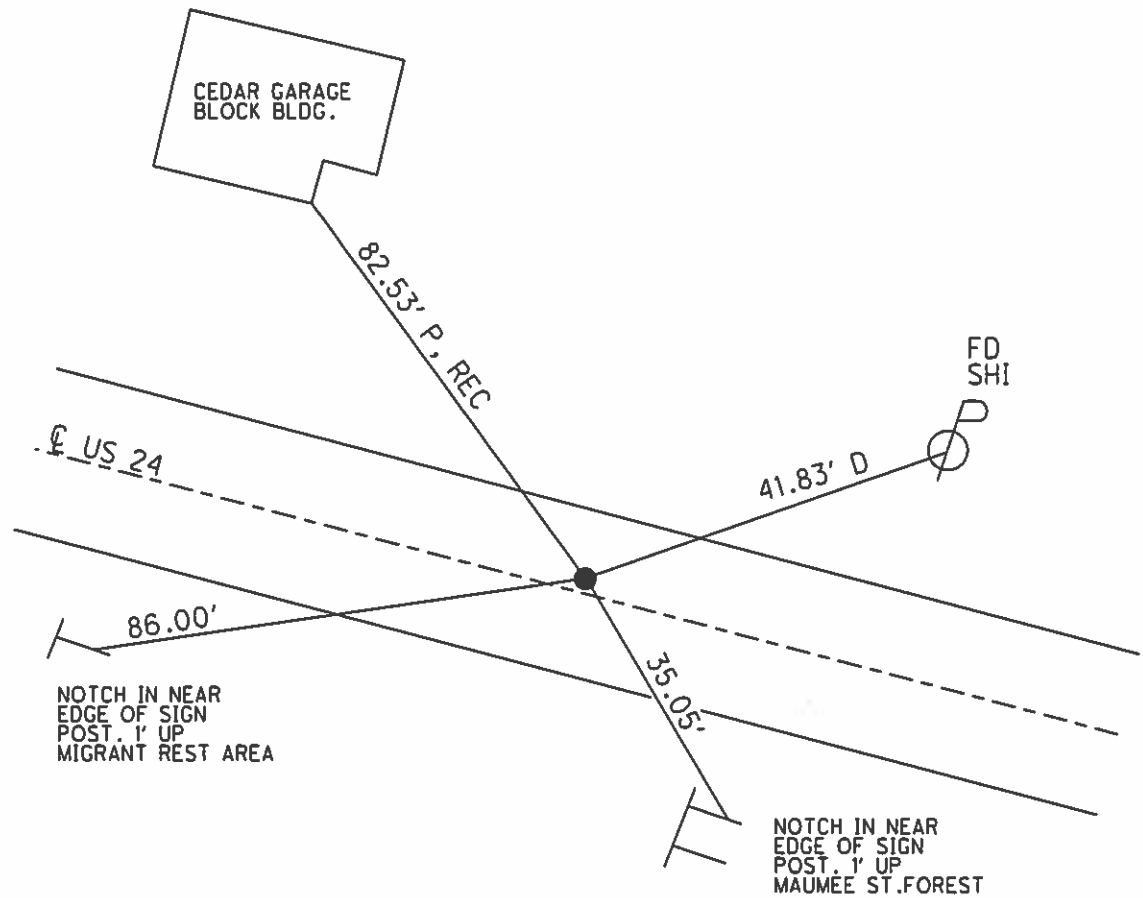 CEDAR GARAGE
BLOCK BLDG.
82.53' P, REC
FD
SHI
P
℄ US 24
41.83' D
86.00'
35.05'
NOTCH IN NEAR
EDGE OF SIGN
POST. 1' UP
MIGRANT REST AREA
NOTCH IN NEAR
EDGE OF SIGN
POST. 1' UP
MAUMEE ST.FOREST